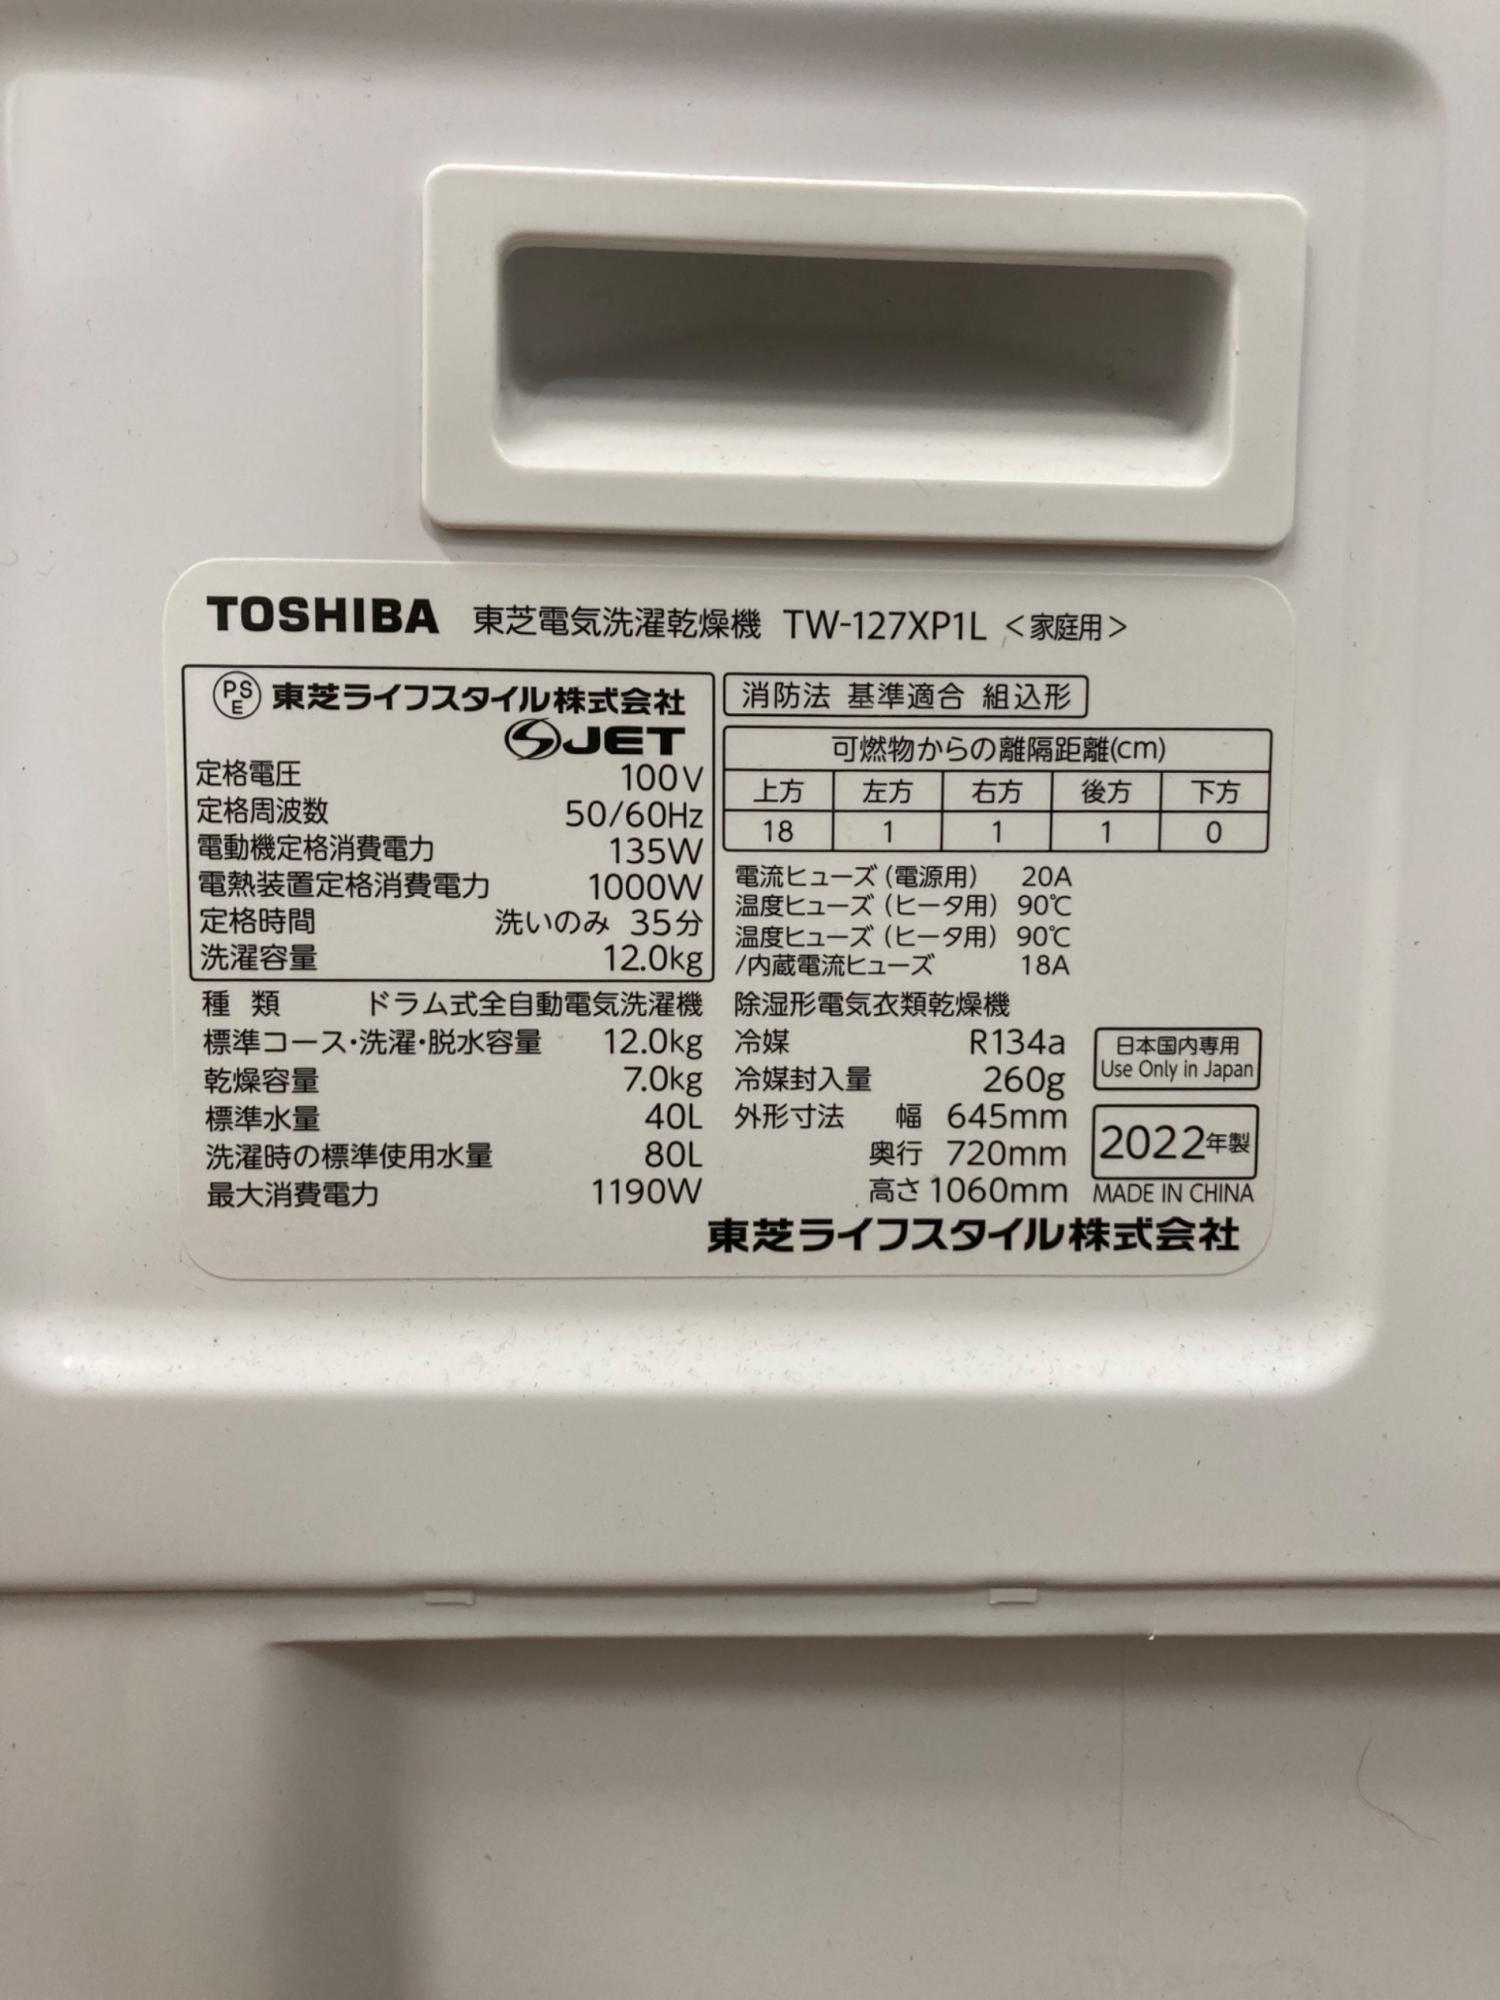 TOSHIBA 東芝電気洗濯乾燥機 TW-127XP1L <家庭用>
PSE 東芝ライフスタイル株式会社
JET
定格電圧 100V
定格周波数 50/60Hz
電動機定格消費電力 135W
電熱装置定格消費電力 1000W
定格時間 洗いのみ 35分
洗濯容量 12.0kg
種 類 ドラム式全自動電気洗濯機
標準コース・洗濯・脱水容量 12.0kg
乾燥容量 7.0kg
標準水量 40L
洗濯時の標準使用水量 80L
最大消費電力 1190W
消防法 基準適合 組込形
可燃物からの離隔距離(cm)
上方 左方 右方 後方 下方
18 1 1 1 0
電流ヒューズ(電源用) 20A
温度ヒューズ(ヒータ用) 90℃
温度ヒューズ(ヒータ用) 90℃
/内蔵電流ヒューズ 18A
除湿形電気衣類乾燥機
冷媒 R134a
冷媒封入量 260g
外形寸法 幅 645mm
奥行 720mm
高さ 1060mm
日本国内専用
Use Only in Japan
2022年製
MADE IN CHINA
東芝ライフスタイル株式会社